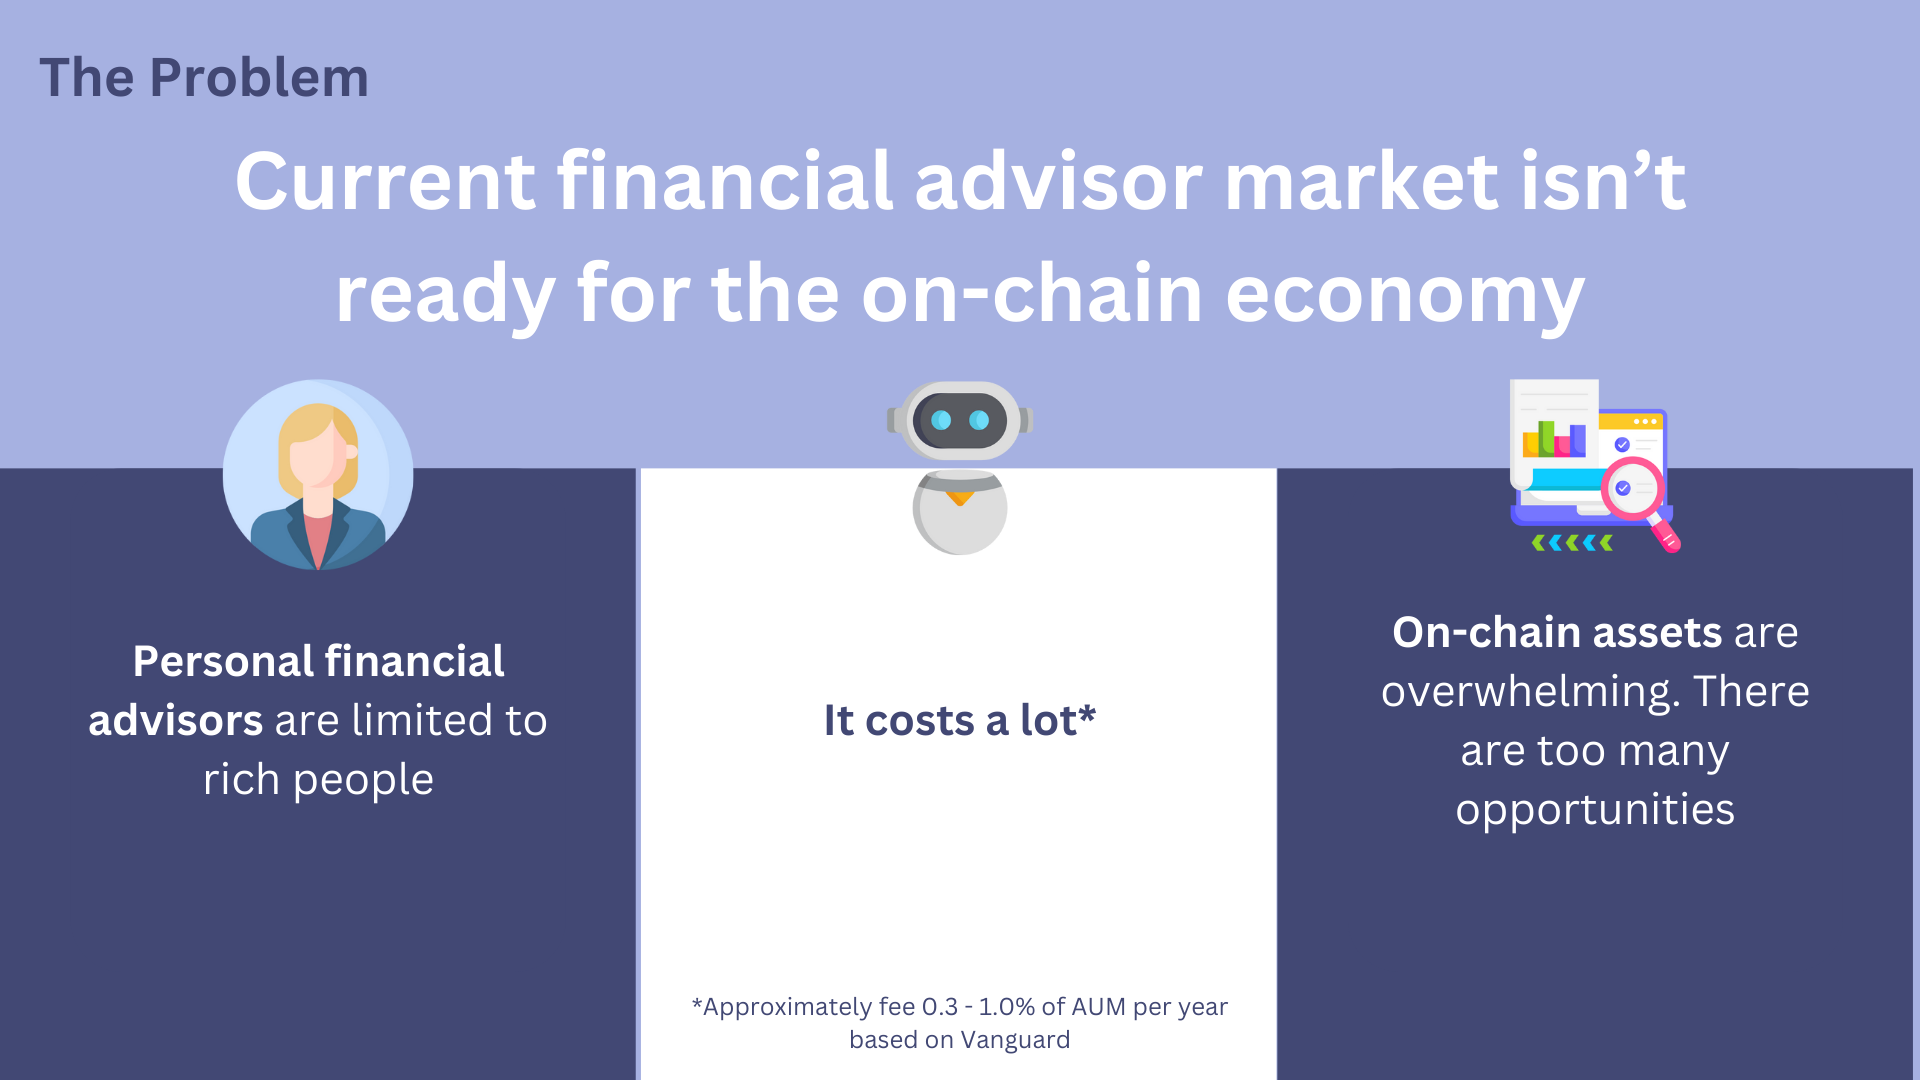 The Problem
Current financial advisor market isn’t
ready for the on-chain economy
Personal financial
advisors are limited to
rich people
It costs a lot*
*Approximately fee 0.3 - 1.0% of AUM per year
based on Vanguard
On-chain assets are
overwhelming. There
are too many
opportunities